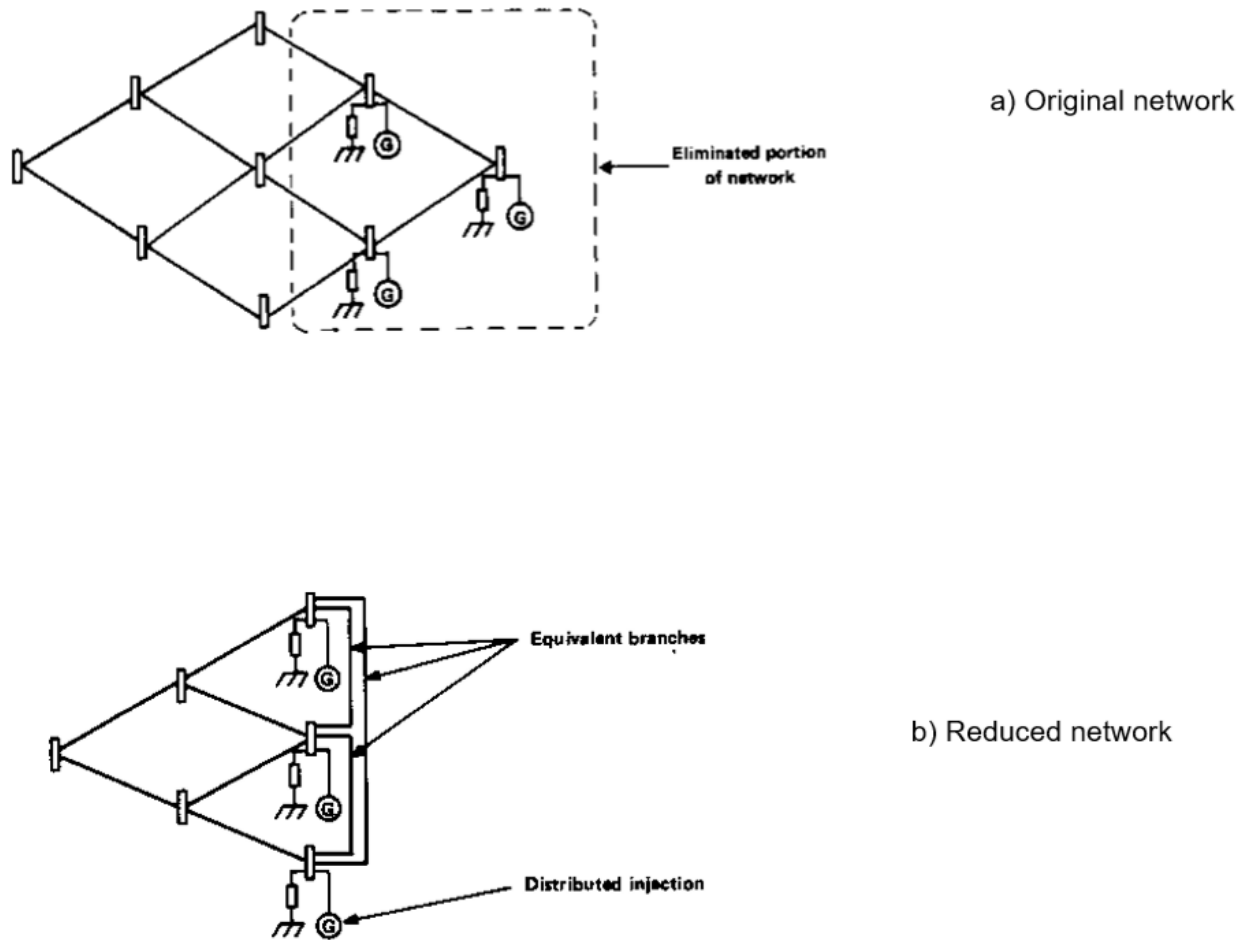 a) Original network
G
Eliminated portion
of network
G
G
Equivalent branches
G
b) Reduced network
G
Distributed injection
G